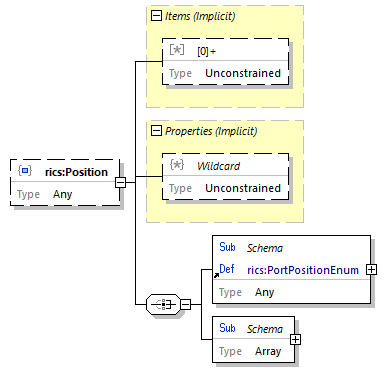 Items (Implicit)
[*] [0]+
Type Unconstrained
Properties (Implicit)
{*} Wildcard
Type Unconstrained
rics:Position
Type Any
Sub Schema
Def rics:PortPositionEnum
Type Any
Sub Schema
Type Array